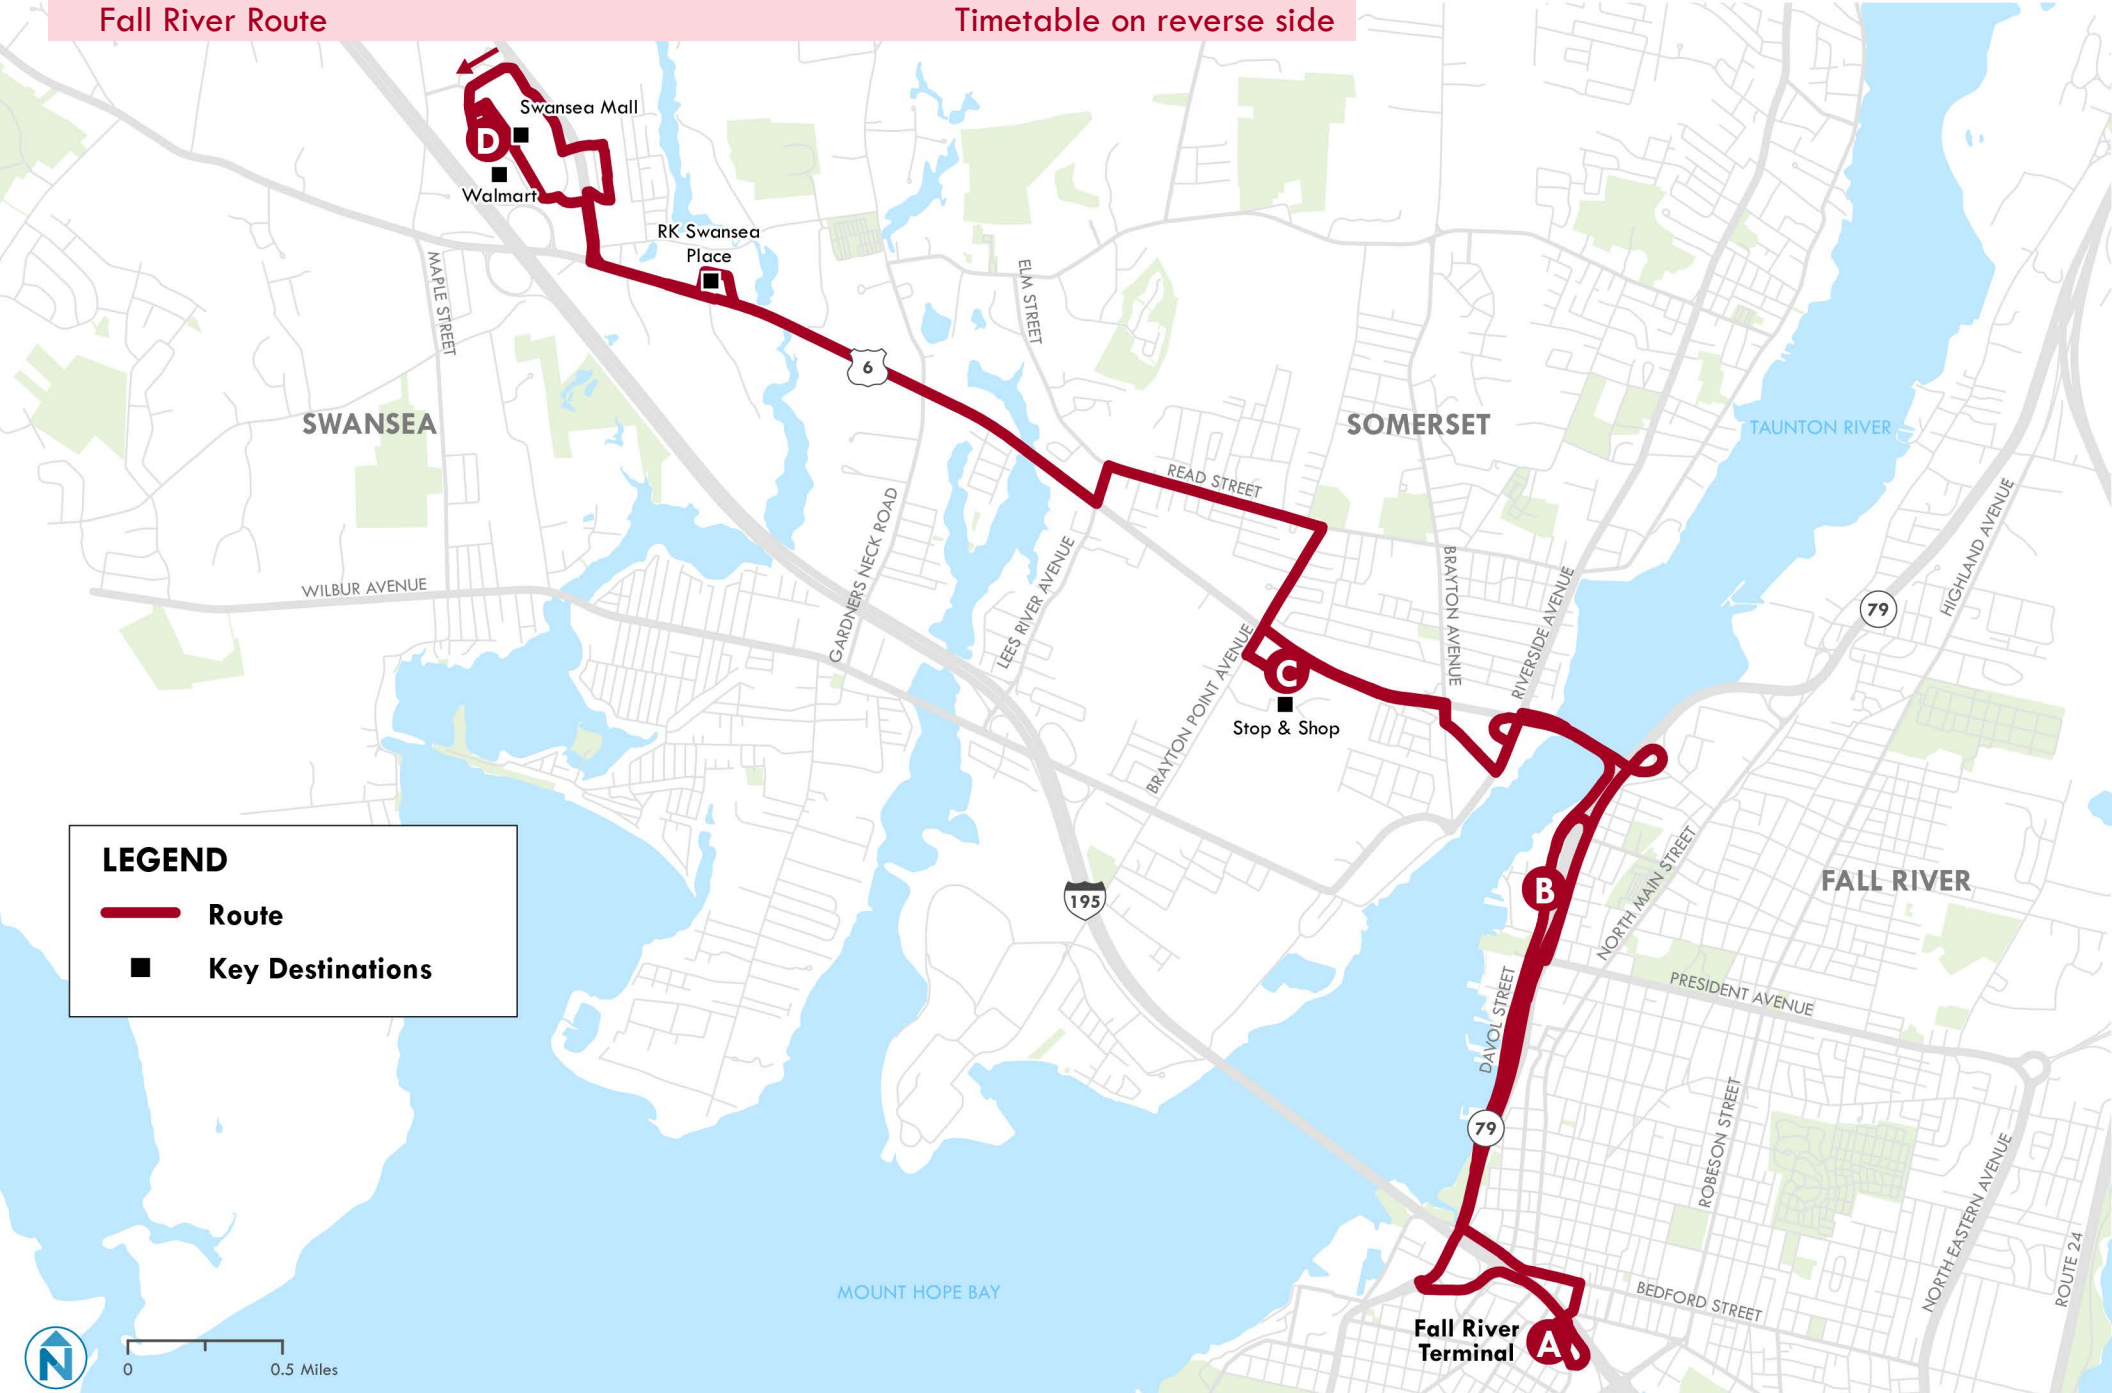 Fall River Route
Timetable on reverse side
Swansea Mall
D
Walmart
RK Swansea
Place
MAPLE STREET
ELM STREET
6
SWANSEA
SOMERSET
TAUNTON RIVER
READ STREET
GARDNERS NECK ROAD
HIGHLAND AVENUE
WILBUR AVENUE
LEES RIVER AVENUE
BRAYTON AVENUE
RIVERSIDE AVENUE
79
BRAYTON POINT AVENUE
C
Stop & Shop
LEGEND
Route
Key Destinations
195
B
NORTH MAIN STREET
FALL RIVER
DAVOL STREET
PRESIDENT AVENUE
79
ROBESON STREET
NORTH EASTERN AVENUE
ROUTE 24
MOUNT HOPE BAY
BEDFORD STREET
Fall River
Terminal
A
N
0
0.5 Miles